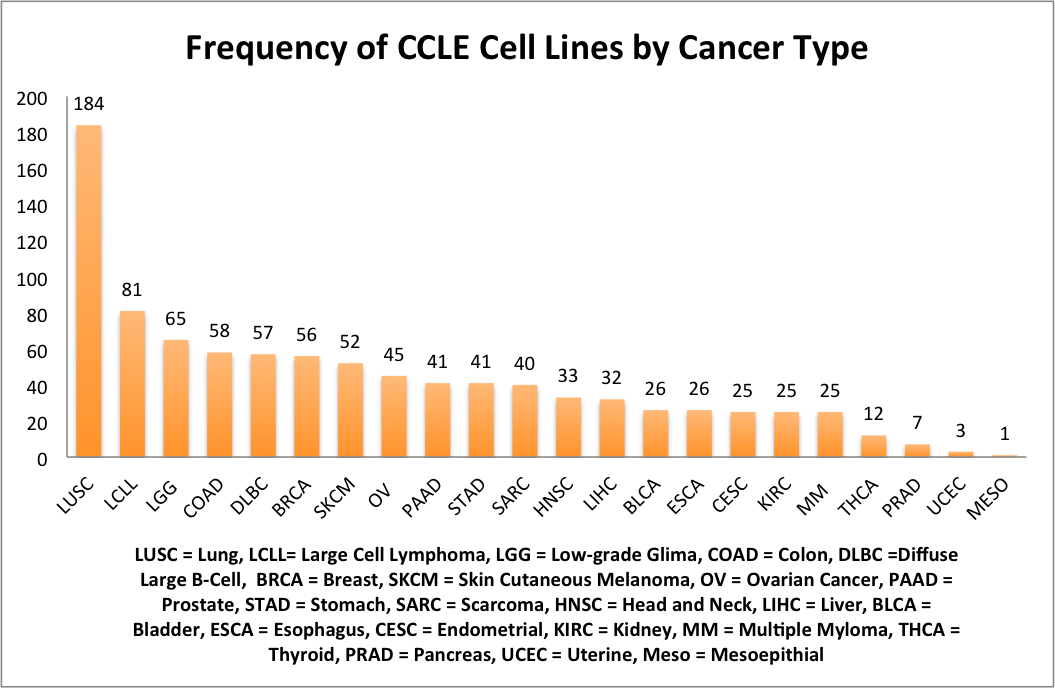 Frequency of CCLE Cell Lines by Cancer Type
200
180
160
140
120
100
80
60
40
20
0
184
81
65
58
57
56
52
45
41
41
40
33
32
26
26
25
25
25
12
7
3
1
LUSC
LCLL
LGG
COAD
DLBC
BRCA
SKCM
OV
PAAD
STAD
SARC
HNSC
LIHC
BLCA
ESCA
CESC
KIRC
MM
THCA
PRAD
UCEC
MESO
LUSC = Lung, LCLL= Large Cell Lymphoma, LGG = Low-grade Glima, COAD = Colon, DLBC =Diffuse
Large B-Cell, BRCA = Breast, SKCM = Skin Cutaneous Melanoma, OV = Ovarian Cancer, PAAD =
Prostate, STAD = Stomach, SARC = Scarcoma, HNSC = Head and Neck, LIHC = Liver, BLCA =
Bladder, ESCA = Esophagus, CESC = Endometrial, KIRC = Kidney, MM = Multiple Myloma, THCA =
Thyroid, PRAD = Pancreas, UCEC = Uterine, Meso = Mesoepithial